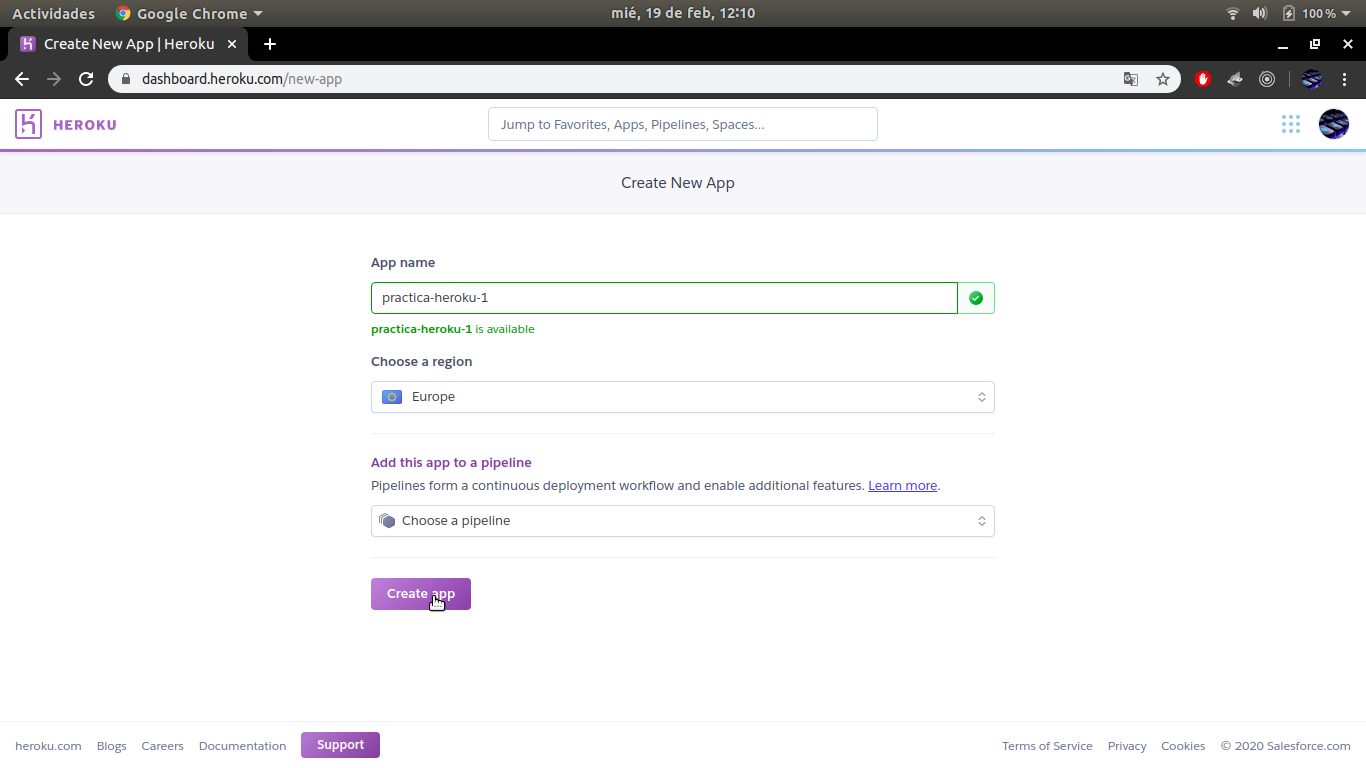 Actividades Google Chrome mié, 19 de feb, 12:10 100 %
Create New App | Heroku
dashboard.heroku.com/new-app
HEROKU Jump to Favorites, Apps, Pipelines, Spaces...
Create New App
App name
practica-heroku-1
practica-heroku-1 is available
Choose a region
Europe
Add this app to a pipeline
Pipelines form a continuous deployment workflow and enable additional features. Learn more.
Choose a pipeline
Create app
heroku.com Blogs Careers Documentation Support Terms of Service Privacy Cookies © 2020 Salesforce.com